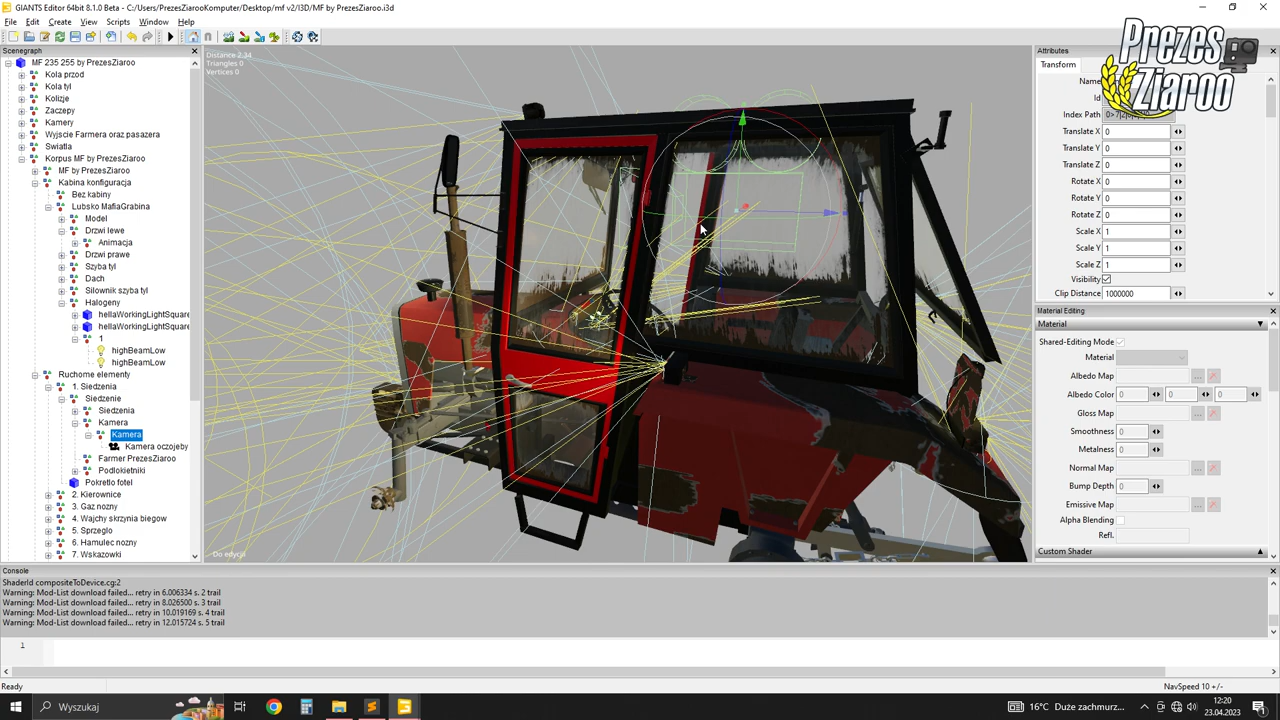 GIANTS Editor 64bit 8.1.0 Beta - C:/Users/PrezesZiarooKomputer/Desktop/mf v2/I3D/MF by PrezesZiaroo.i3d
File Edit Create View Scripts Window Help
Scenegraph
MF 235 255 by PrezesZiaroo
Kola przod
Kola tyl
Kolizje
Zaczepy
Kamery
Wyjscie Farmera oraz pasazera
Swiatla
Korpus MF by PrezesZiaroo
MF by PrezesZiaroo
Kabina konfiguracja
Bez kabiny
Lubsko MafiaGrabina
Model
Drzwi lewe
Animacja
Drzwi prawe
Szyba tyl
Dach
Silownik szyba tyl
Halogeny
hellaWorkingLightSquare
hellaWorkingLightSquare
1
highBeamLow
highBeamLow
Ruchome elementy
1. Siedzenia
Siedzenie
Siedzenia
Kamera
Kamera
Kamera oczojeby
Farmer PrezesZiaroo
Podlokietniki
Pokretlo fotel
2. Kierownice
3. Gaz nozny
4. Wajchy skrzynia biegow
5. Sprzeglo
6. Hamulec nozny
7. Wskazowki
Distance 2.34
Triangles 0
Vertices 0
Do edycji
Prezes
Ziaroo
Attributes
Transform
Name
Id
Index Path
Translate X 0
Translate Y 0
Translate Z 0
Rotate X 0
Rotate Y 0
Rotate Z 0
Scale X 1
Scale Y 1
Scale Z 1
Visibility
Clip Distance 1000000
Material Editing
Material
Shared-Editing Mode
Material
Albedo Map ...
Albedo Color 0 0 0
Gloss Map ...
Smoothness 0
Metalness 0
Normal Map ...
Bump Depth 0
Emissive Map ...
Alpha Blending
Refl.
Custom Shader
Console
ShaderId compositeToDevice.cg:2
Warning: Mod-List download failed... retry in 6.006334 s. 2 trail
Warning: Mod-List download failed... retry in 8.026500 s. 3 trail
Warning: Mod-List download failed... retry in 10.019169 s. 4 trail
Warning: Mod-List download failed... retry in 12.015724 s. 5 trail
1
Ready
NavSpeed 10 +/-
Wyszukaj
16°C Duże zachmurz...
12:20
23.04.2023